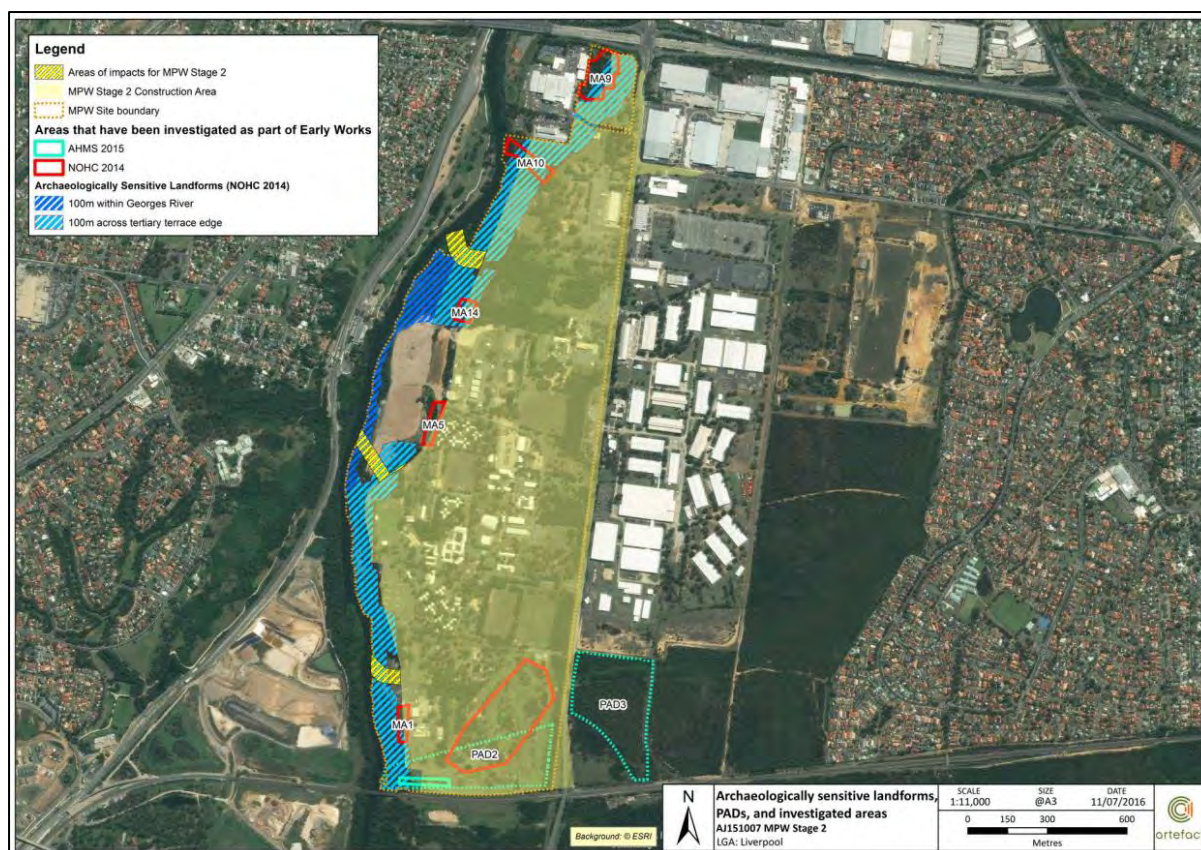 Legend
Areas of impacts for MPW Stage 2
MPW Stage 2 Construction Area
MPW Site boundary
Areas that have been investigated as part of Early Works
AHMS 2015
NOHC 2014
Archaeologically Sensitive Landforms (NOHC 2014)
100m within Georges River
100m across tertiary terrace edge
MA9
MA10
MA14
MA5
MA1
PAD2
PAD3
Background: © ESRI
N
Archaeologically sensitive landforms,
PADs, and investigated areas
AJ151007 MPW Stage 2
LGA: Liverpool
SCALE
1:11,000
SIZE
@A3
DATE
11/07/2016
0 150 300 600
Metres
artefact